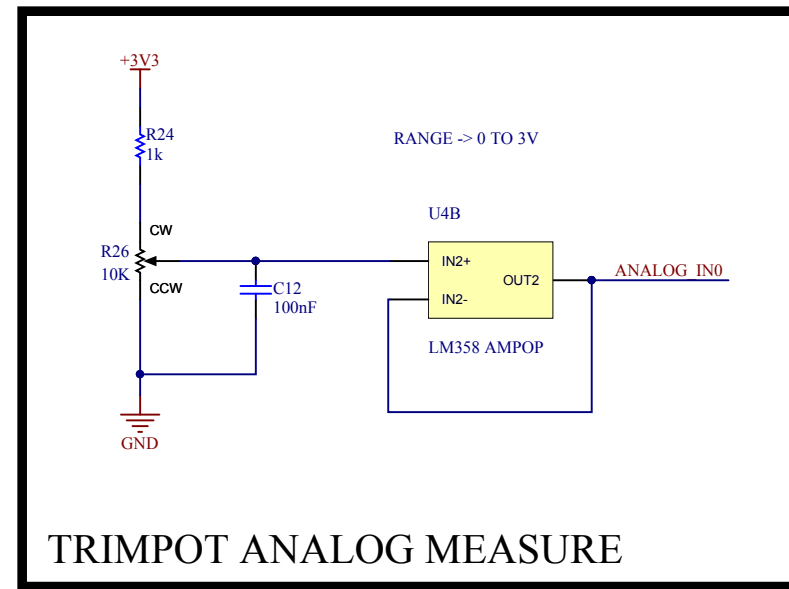 +3V3
R24
1k
RANGE -> 0 TO 3V
U4B
CW
R26
10K
CCW
IN2+
IN2-
OUT2
ANALOG_IN0
C12
100nF
LM358 AMPOP
GND
TRIMPOT ANALOG MEASURE